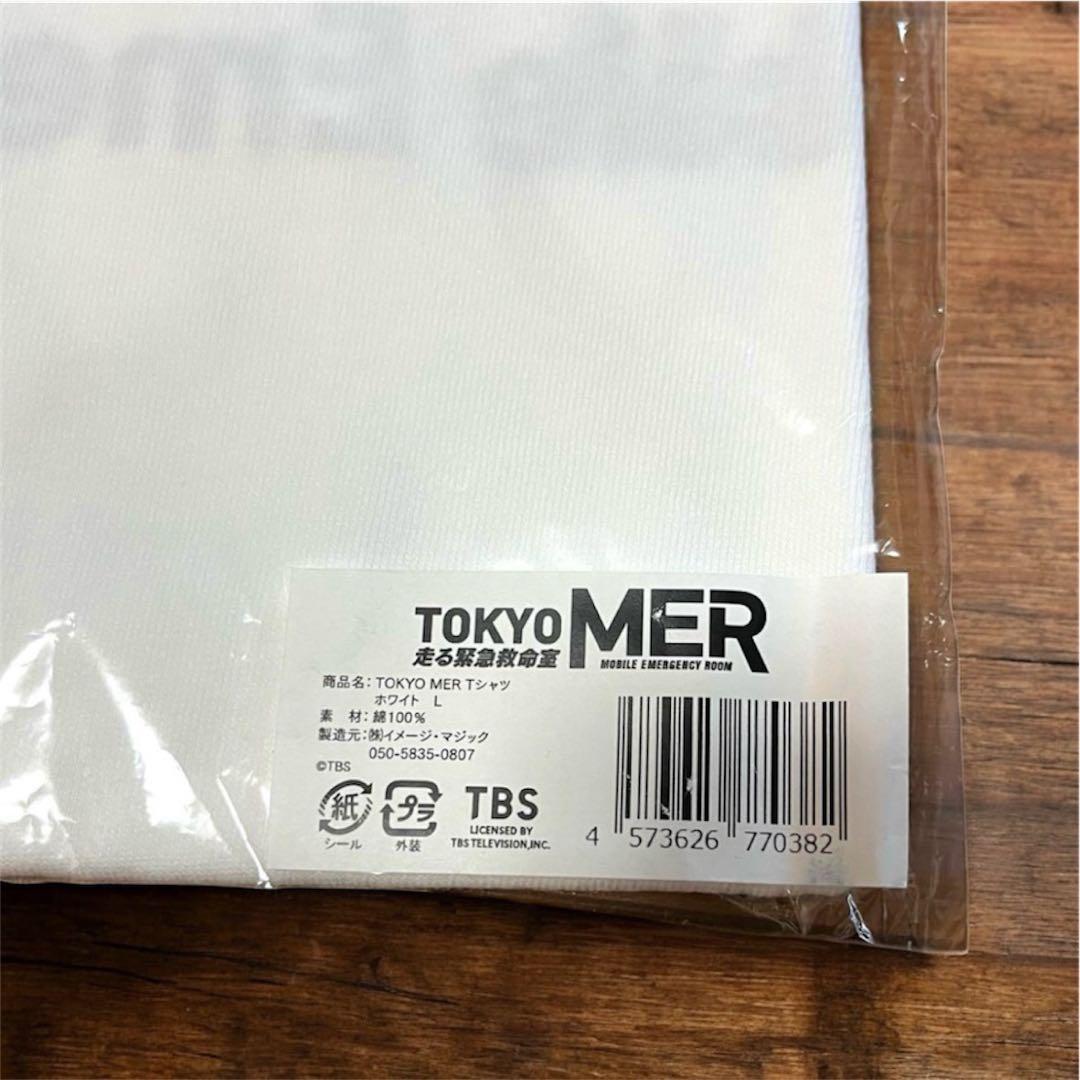 TOKYO MER
走る緊急救命室 MOBILE EMERGENCY ROOM
商品名：TOKYO MER Tシャツ
ホワイト L
素 材：綿100%
製造元：㈱イメージ・マジック
050-5835-0807
©TBS
紙 プラ TBS
シール 外装 LICENSED BY
TBS TELEVISION,INC.
4 573626 770382